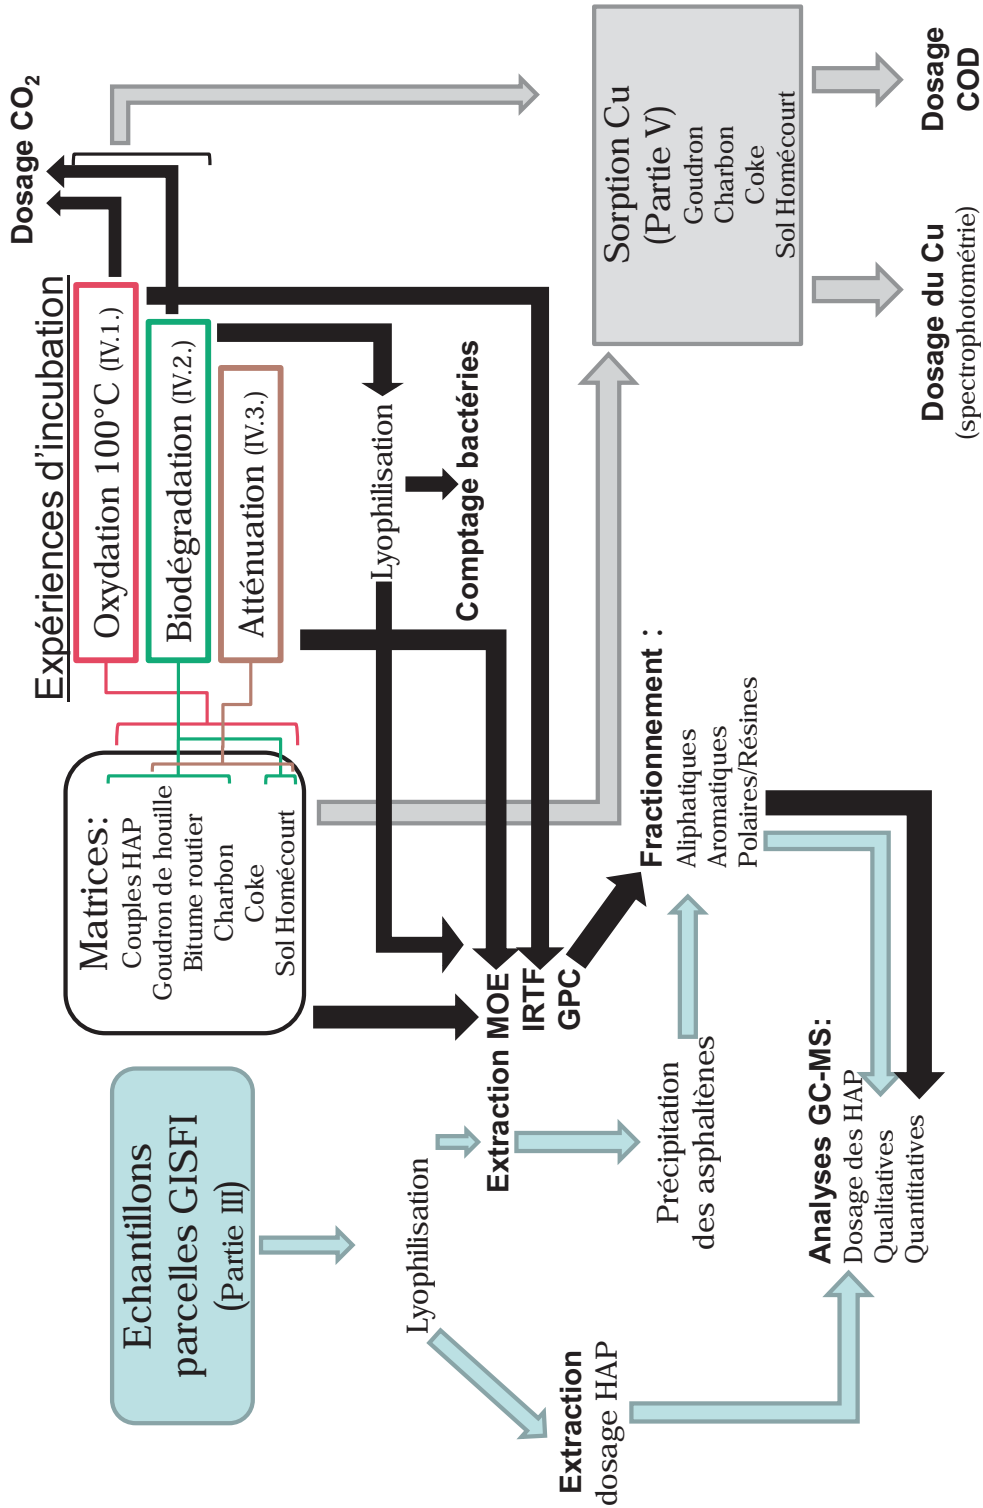 Echantillons
parcelles GISFI
(Partie III)
Matrices:
Couples HAP
Goudron de houille
Bitume routier
Charbon
Coke
Sol Homécourt
Expériences d'incubation
Oxydation 100°C (IV.1.)
Biodégradation (IV.2.)
Atténuation (IV.3.)
Dosage CO₂
Lyophilisation
Comptage bactéries
Lyophilisation
Extraction MOE
IRTF
GPC
Extraction
dosage HAP
Précipitation
des asphaltènes
Fractionnement :
Aliphatiques
Aromatiques
Polaires/Résines
Analyses GC-MS:
Dosage des HAP
Qualitatives
Quantitatives
Sorption Cu
(Partie V)
Goudron
Charbon
Coke
Sol Homécourt
Dosage du Cu
(spectrophotométrie)
Dosage
COD